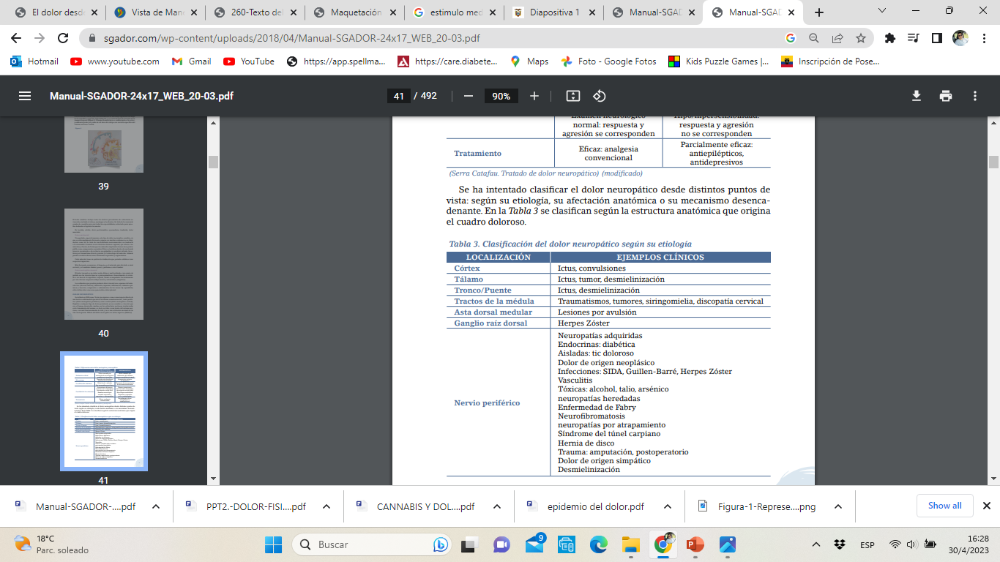 El dolor desd
Vista de Man
260-Texto del
Maquetación
estimulo med
Diapositiva 1
Manual-SGAD
Manual-SGAD
sgador.com/wp-content/uploads/2018/04/Manual-SGADOR-24x17_WEB_20-03.pdf
Hotmail
www.youtube.com
Gmail
YouTube
https://app.spellma...
https://care.diabete...
Maps
Foto - Google Fotos
Kids Puzzle Games |...
Inscripción de Pose...
Manual-SGADOR-24x17_WEB_20-03.pdf
41 / 492
90%
39
40
41
Examen neurológico
normal: respuesta y
agresión se corresponden
Hipo/hipersensibilidad:
respuesta y agresión
no se corresponden
Tratamiento
Eficaz: analgesia
convencional
Parcialmente eficaz:
antiepilépticos,
antidepresivos
(Serra Catafau. Tratado de dolor neuropático) (modificado)
Se ha intentado clasificar el dolor neuropático desde distintos puntos de
vista: según su etiología, su afectación anatómica o su mecanismo desenca-
denante. En la Tabla 3 se clasifican según la estructura anatómica que origina
el cuadro doloroso.
Tabla 3. Clasificación del dolor neuropático según su etiología
LOCALIZACIÓN
EJEMPLOS CLÍNICOS
Córtex
Ictus, convulsiones
Tálamo
Ictus, tumor, desmielinización
Tronco/Puente
Ictus, desmielinización
Tractos de la médula
Traumatismos, tumores, siringomielia, discopatía cervical
Asta dorsal medular
Lesiones por avulsión
Ganglio raíz dorsal
Herpes Zóster
Nervio periférico
Neuropatías adquiridas
Endocrinas: diabética
Aisladas: tic doloroso
Dolor de origen neoplásico
Infecciones: SIDA, Guillen-Barré, Herpes Zóster
Vasculitis
Tóxicas: alcohol, talio, arsénico
neuropatías heredadas
Enfermedad de Fabry
Neurofibromatosis
neuropatías por atrapamiento
Síndrome del túnel carpiano
Hernia de disco
Trauma: amputación, postoperatorio
Dolor de origen simpático
Desmielinización
Manual-SGADOR-....pdf
PPT2.-DOLOR-FISI....pdf
CANNABIS Y DOL....pdf
epidemio del dolor.pdf
Figura-1-Represe....png
Show all
18°C
Parc. soleado
Buscar
9
ESP
16:28
30/4/2023